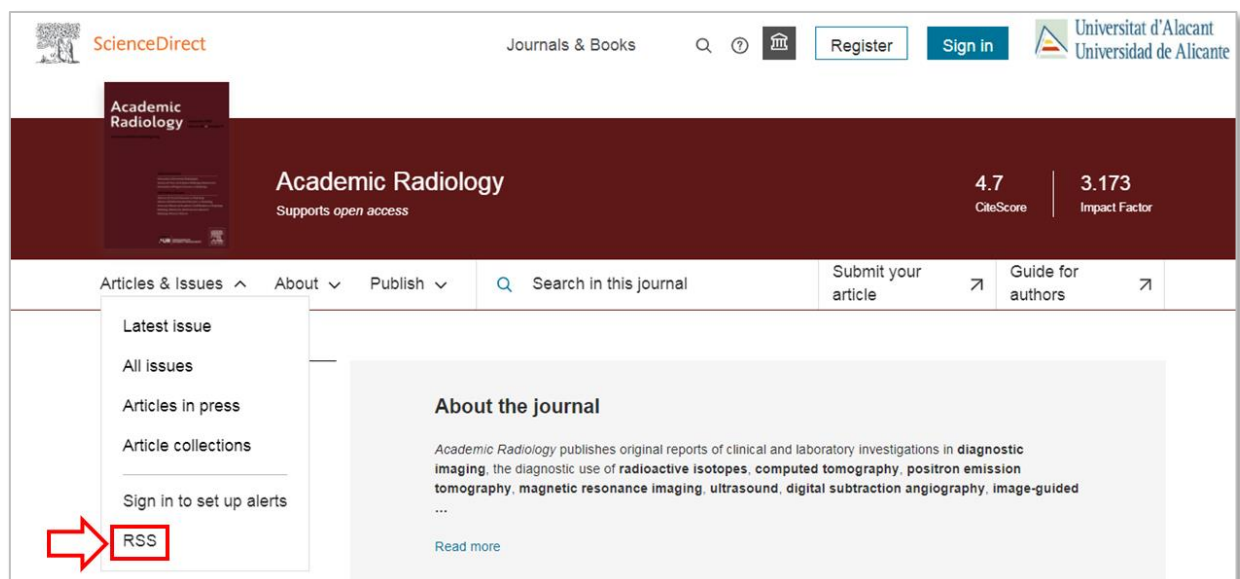 ScienceDirect
Journals & Books
Register
Sign in
Universitat d'Alacant
Universidad de Alicante
Academic
Radiology
Academic Radiology
Supports open access
4.7
CiteScore
3.173
Impact Factor
Articles & Issues
About
Publish
Search in this journal
Submit your
article
Guide for
authors
Latest issue
All issues
Articles in press
Article collections
Sign in to set up alerts
RSS
About the journal
Academic Radiology publishes original reports of clinical and laboratory investigations in diagnostic
imaging, the diagnostic use of radioactive isotopes, computed tomography, positron emission
tomography, magnetic resonance imaging, ultrasound, digital subtraction angiography, image-guided
...
Read more